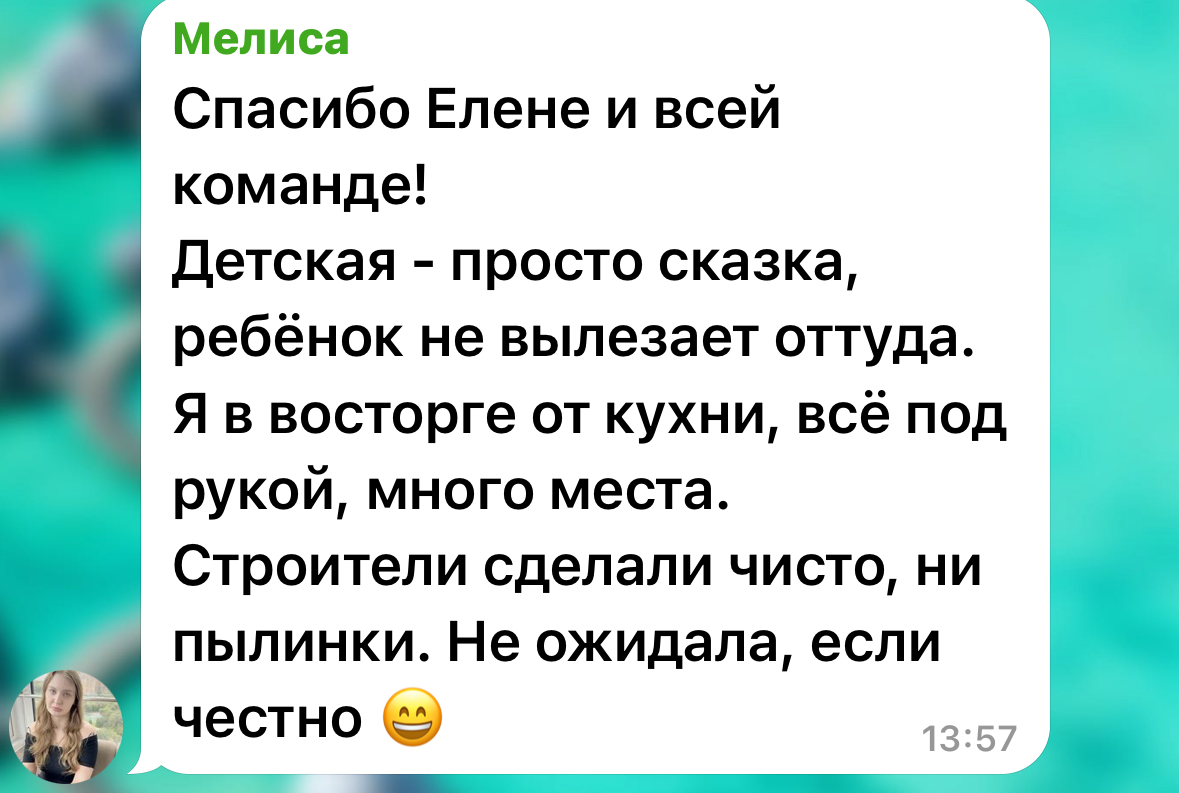 Мелиса
Спасибо Елене и всей
команде!
Детская - просто сказка,
ребёнок не вылезает оттуда.
Я в восторге от кухни, всё под
рукой, много места.
Строители сделали чисто, ни
пылинки. Не ожидала, если
честно 😄
13:57